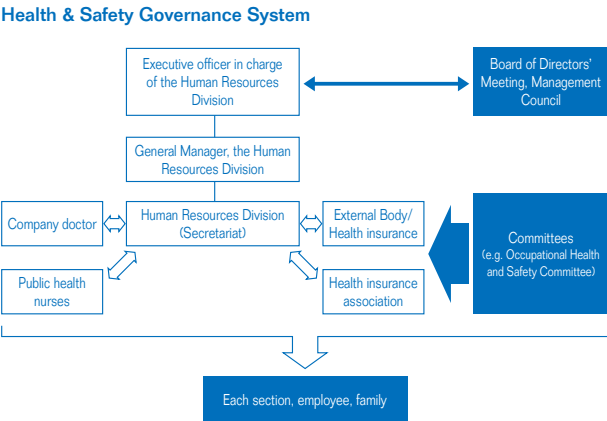 Health & Safety Governance System
Executive officer in charge
of the Human Resources
Division
Board of Directors'
Meeting, Management
Council
General Manager, the Human
Resources Division
Company doctor
Human Resources Division
(Secretariat)
External Body/
Health insurance
Committees
(e.g. Occupational Health
and Safety Committee)
Public health
nurses
Health insurance
association
Each section, employee, family